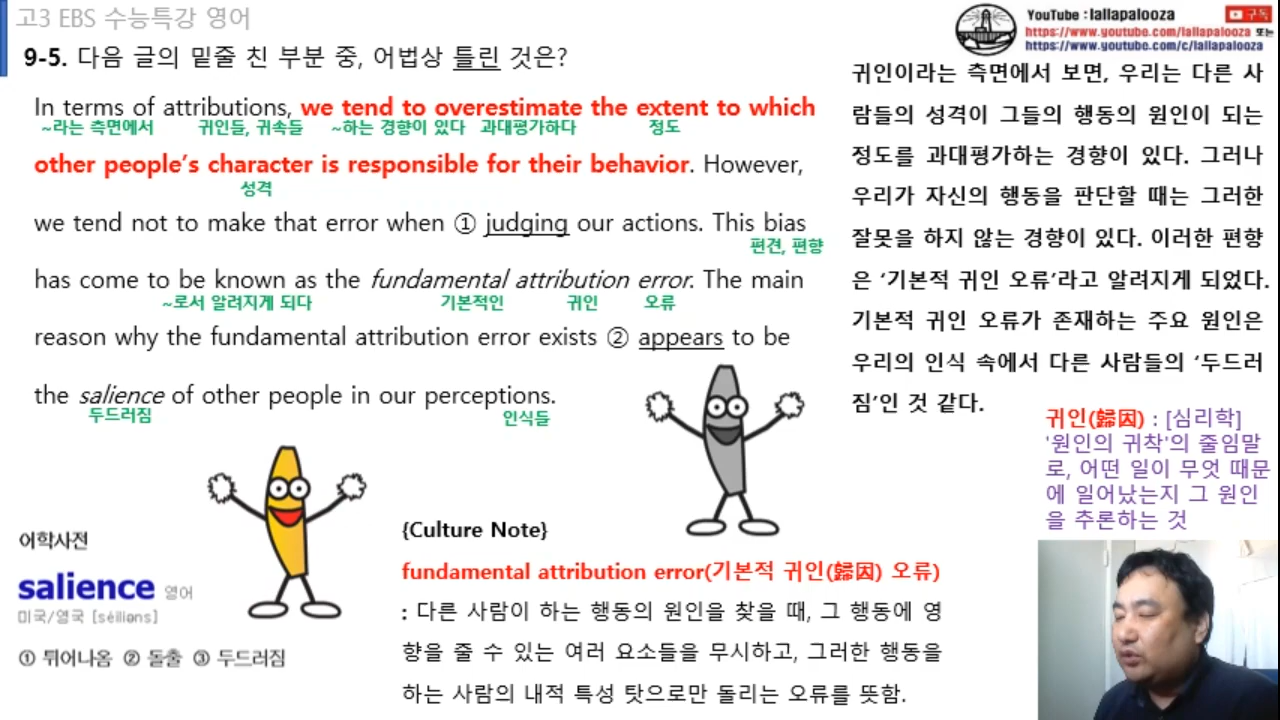 고3 EBS 수능특강 영어
9-5. 다음 글의 밑줄 친 부분 중, 어법상 틀린 것은?
In terms of attributions, we tend to overestimate the extent to which
~라는 측면에서 귀인들, 귀속들 ~하는 경향이 있다 과대평가하다 정도
other people's character is responsible for their behavior. However,
성격
we tend not to make that error when ① judging our actions. This bias
편견, 편향
has come to be known as the fundamental attribution error. The main
~로서 알려지게 되다 기본적인 귀인 오류
reason why the fundamental attribution error exists ② appears to be
the salience of other people in our perceptions.
두드러짐 인식들
YouTube : lallapalooza 구독
https://www.youtube.com/lallapalooza 또는
https://www.youtube.com/c/lallapalooza
귀인이라는 측면에서 보면, 우리는 다른 사
람들의 성격이 그들의 행동의 원인이 되는
정도를 과대평가하는 경향이 있다. 그러나
우리가 자신의 행동을 판단할 때는 그러한
잘못을 하지 않는 경향이 있다. 이러한 편향
은 ‘기본적 귀인 오류’라고 알려지게 되었다.
기본적 귀인 오류가 존재하는 주요 원인은
우리의 인식 속에서 다른 사람들의 ‘두드러
짐’인 것 같다.
귀인(歸因) : [심리학]
'원인의 귀착'의 줄임말
로, 어떤 일이 무엇 때문
에 일어났는지 그 원인
을 추론하는 것
어학사전
salience 영어
미국/영국 [séiliəns]
① 튀어나옴 ② 돌출 ③ 두드러짐
{Culture Note}
fundamental attribution error(기본적 귀인(歸因) 오류)
: 다른 사람이 하는 행동의 원인을 찾을 때, 그 행동에 영
향을 줄 수 있는 여러 요소들을 무시하고, 그러한 행동을
하는 사람의 내적 특성 탓으로만 돌리는 오류를 뜻함.